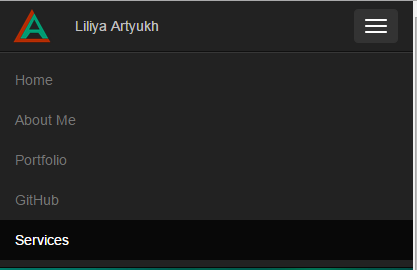 Liliya Artyukh
Home
About Me
Portfolio
GitHub
Services